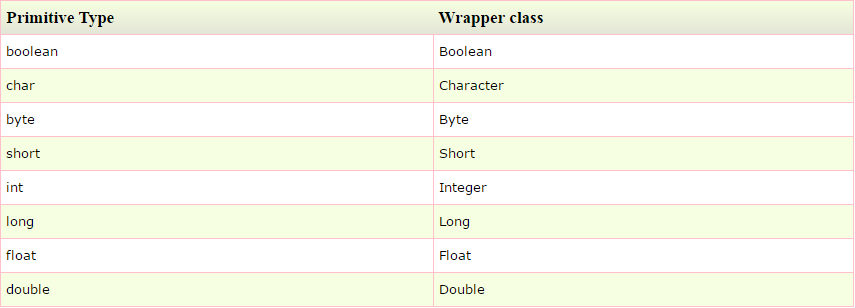 Primitive Type Wrapper class
boolean Boolean
char Character
byte Byte
short Short
int Integer
long Long
float Float
double Double